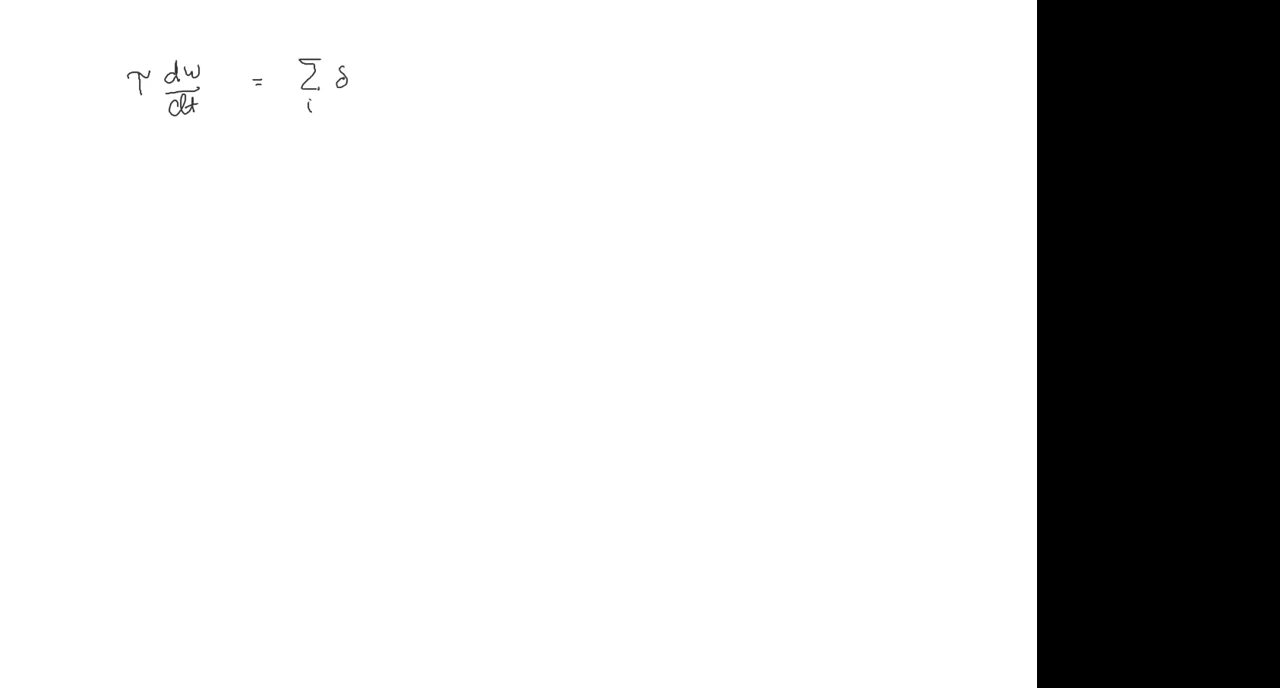 τ dw/dt = Σ_i δ